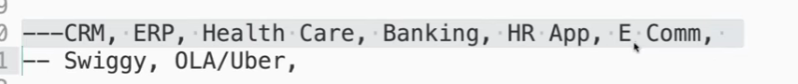 ---CRM, ERP, Health Care, Banking, HR App, E Comm,
-- Swiggy, OLA/Uber,